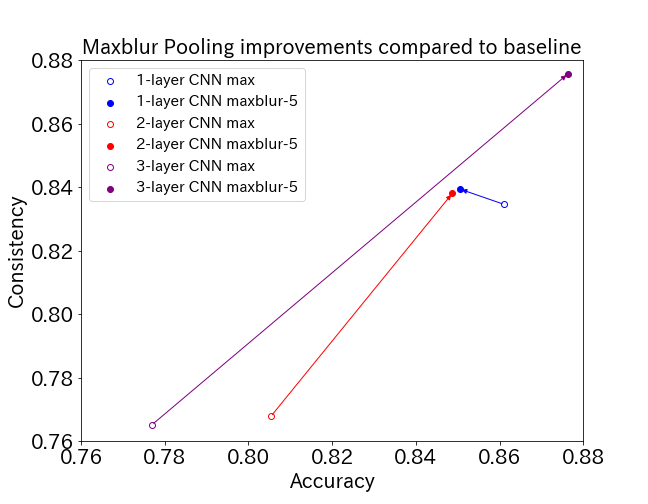 Maxblur Pooling improvements compared to baseline
0.88
0.86
0.84
0.82
0.80
0.78
0.76
Consistency
1-layer CNN max
1-layer CNN maxblur-5
2-layer CNN max
2-layer CNN maxblur-5
3-layer CNN max
3-layer CNN maxblur-5
0.76 0.78 0.80 0.82 0.84 0.86 0.88
Accuracy